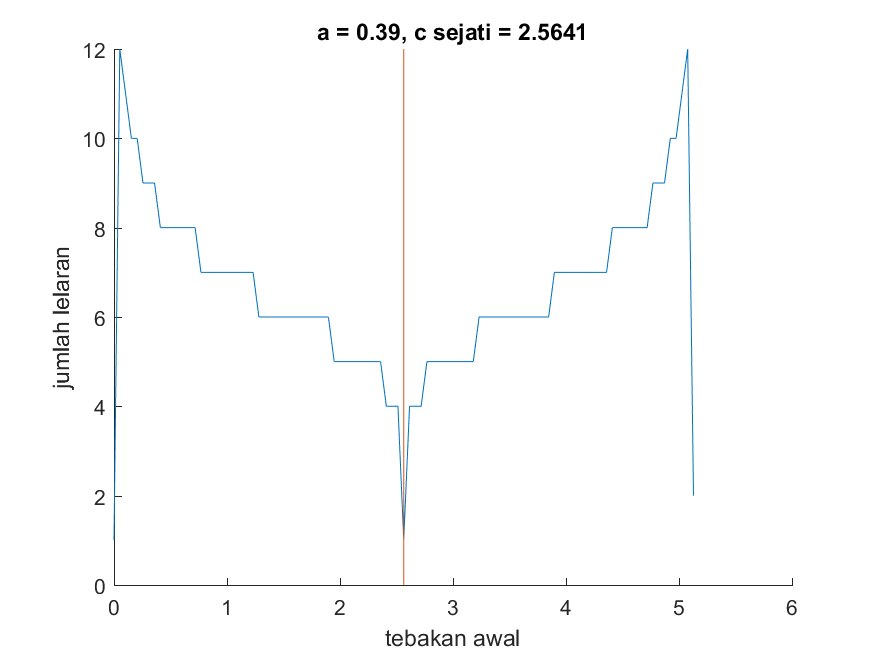 a = 0.39, c sejati = 2.5641
12
10
8
6
4
2
0
jumlah lelaran
0 1 2 3 4 5 6
tebakan awal